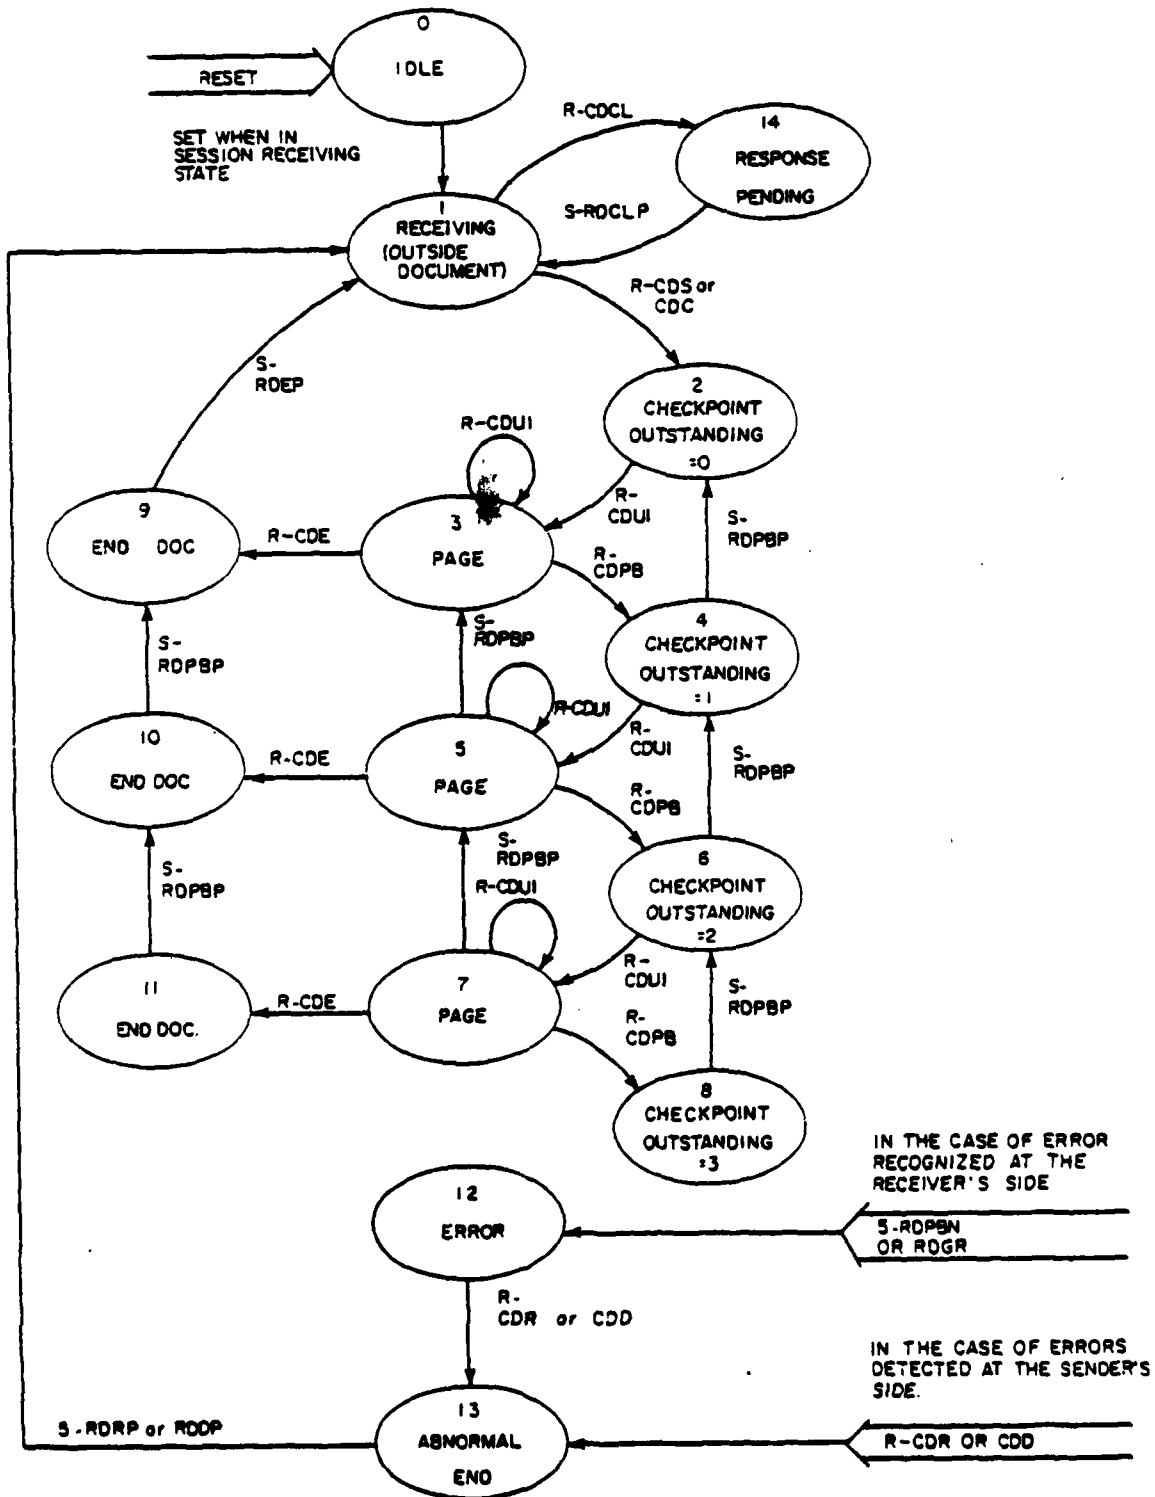 0
IDLE
RESET
SET WHEN IN
SESSION RECEIVING
STATE
R-CDCL
14
RESPONSE
PENDING
S-RDCLP
1
RECEIVING
(OUTSIDE
DOCUMENT)
R-CDS or
CDC
S-
RDEP
2
CHECKPOINT
OUTSTANDING
=0
R-CDUI
R-
CDUI
9
END DOC
R-CDE
3
PAGE
R-
CDPB
S-
RDPBP
4
CHECKPOINT
OUTSTANDING
=1
S-
RDPBP
S-
RDPBP
R-CDUI
R-
CDUI
10
END DOC
R-CDE
5
PAGE
R-
CDPB
S-
RDPBP
6
CHECKPOINT
OUTSTANDING
=2
S-
RDPBP
S-
RDPBP
R-CDUI
R-
CDUI
11
END DOC.
R-CDE
7
PAGE
R-
CDPB
S-
RDPBP
8
CHECKPOINT
OUTSTANDING
=3
IN THE CASE OF ERROR
RECOGNIZED AT THE
RECEIVER'S SIDE
12
ERROR
S-RDPBN
OR RDGR
R-
CDR or CDD
IN THE CASE OF ERRORS
DETECTED AT THE SENDER'S
SIDE.
S-RDRP or RDDP
13
ABNORMAL
END
R-CDR OR CDD